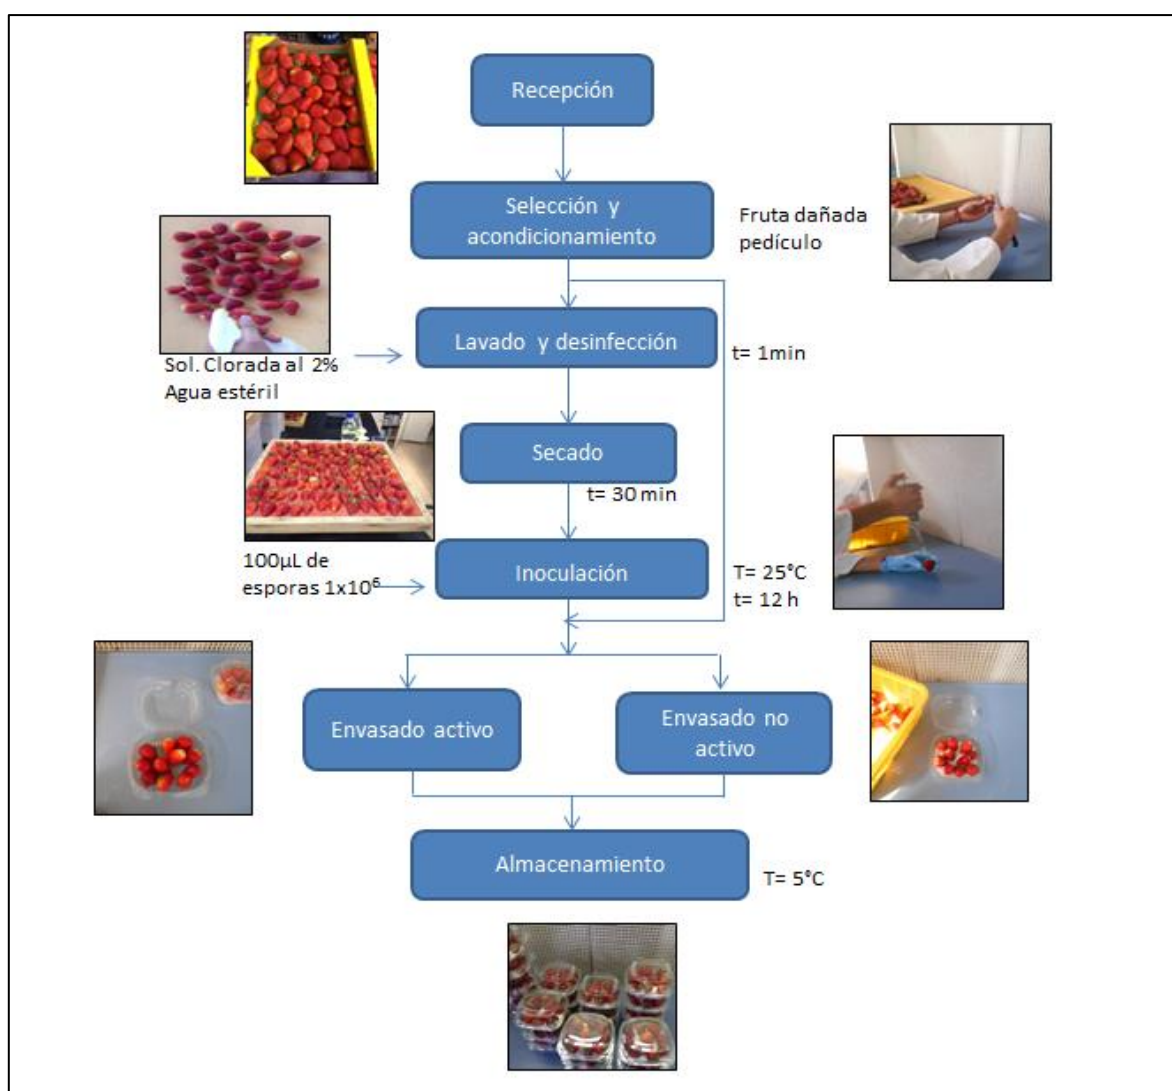 Recepción
Selección y
acondicionamiento
Fruta dañada
pedículo
Lavado y desinfección
t= 1min
Sol. Clorada al 2%
Agua estéril
Secado
t= 30 min
100µL de
esporas 1x10⁶
Inoculación
T= 25°C
t= 12 h
Envasado activo
Envasado no
activo
Almacenamiento
T= 5°C